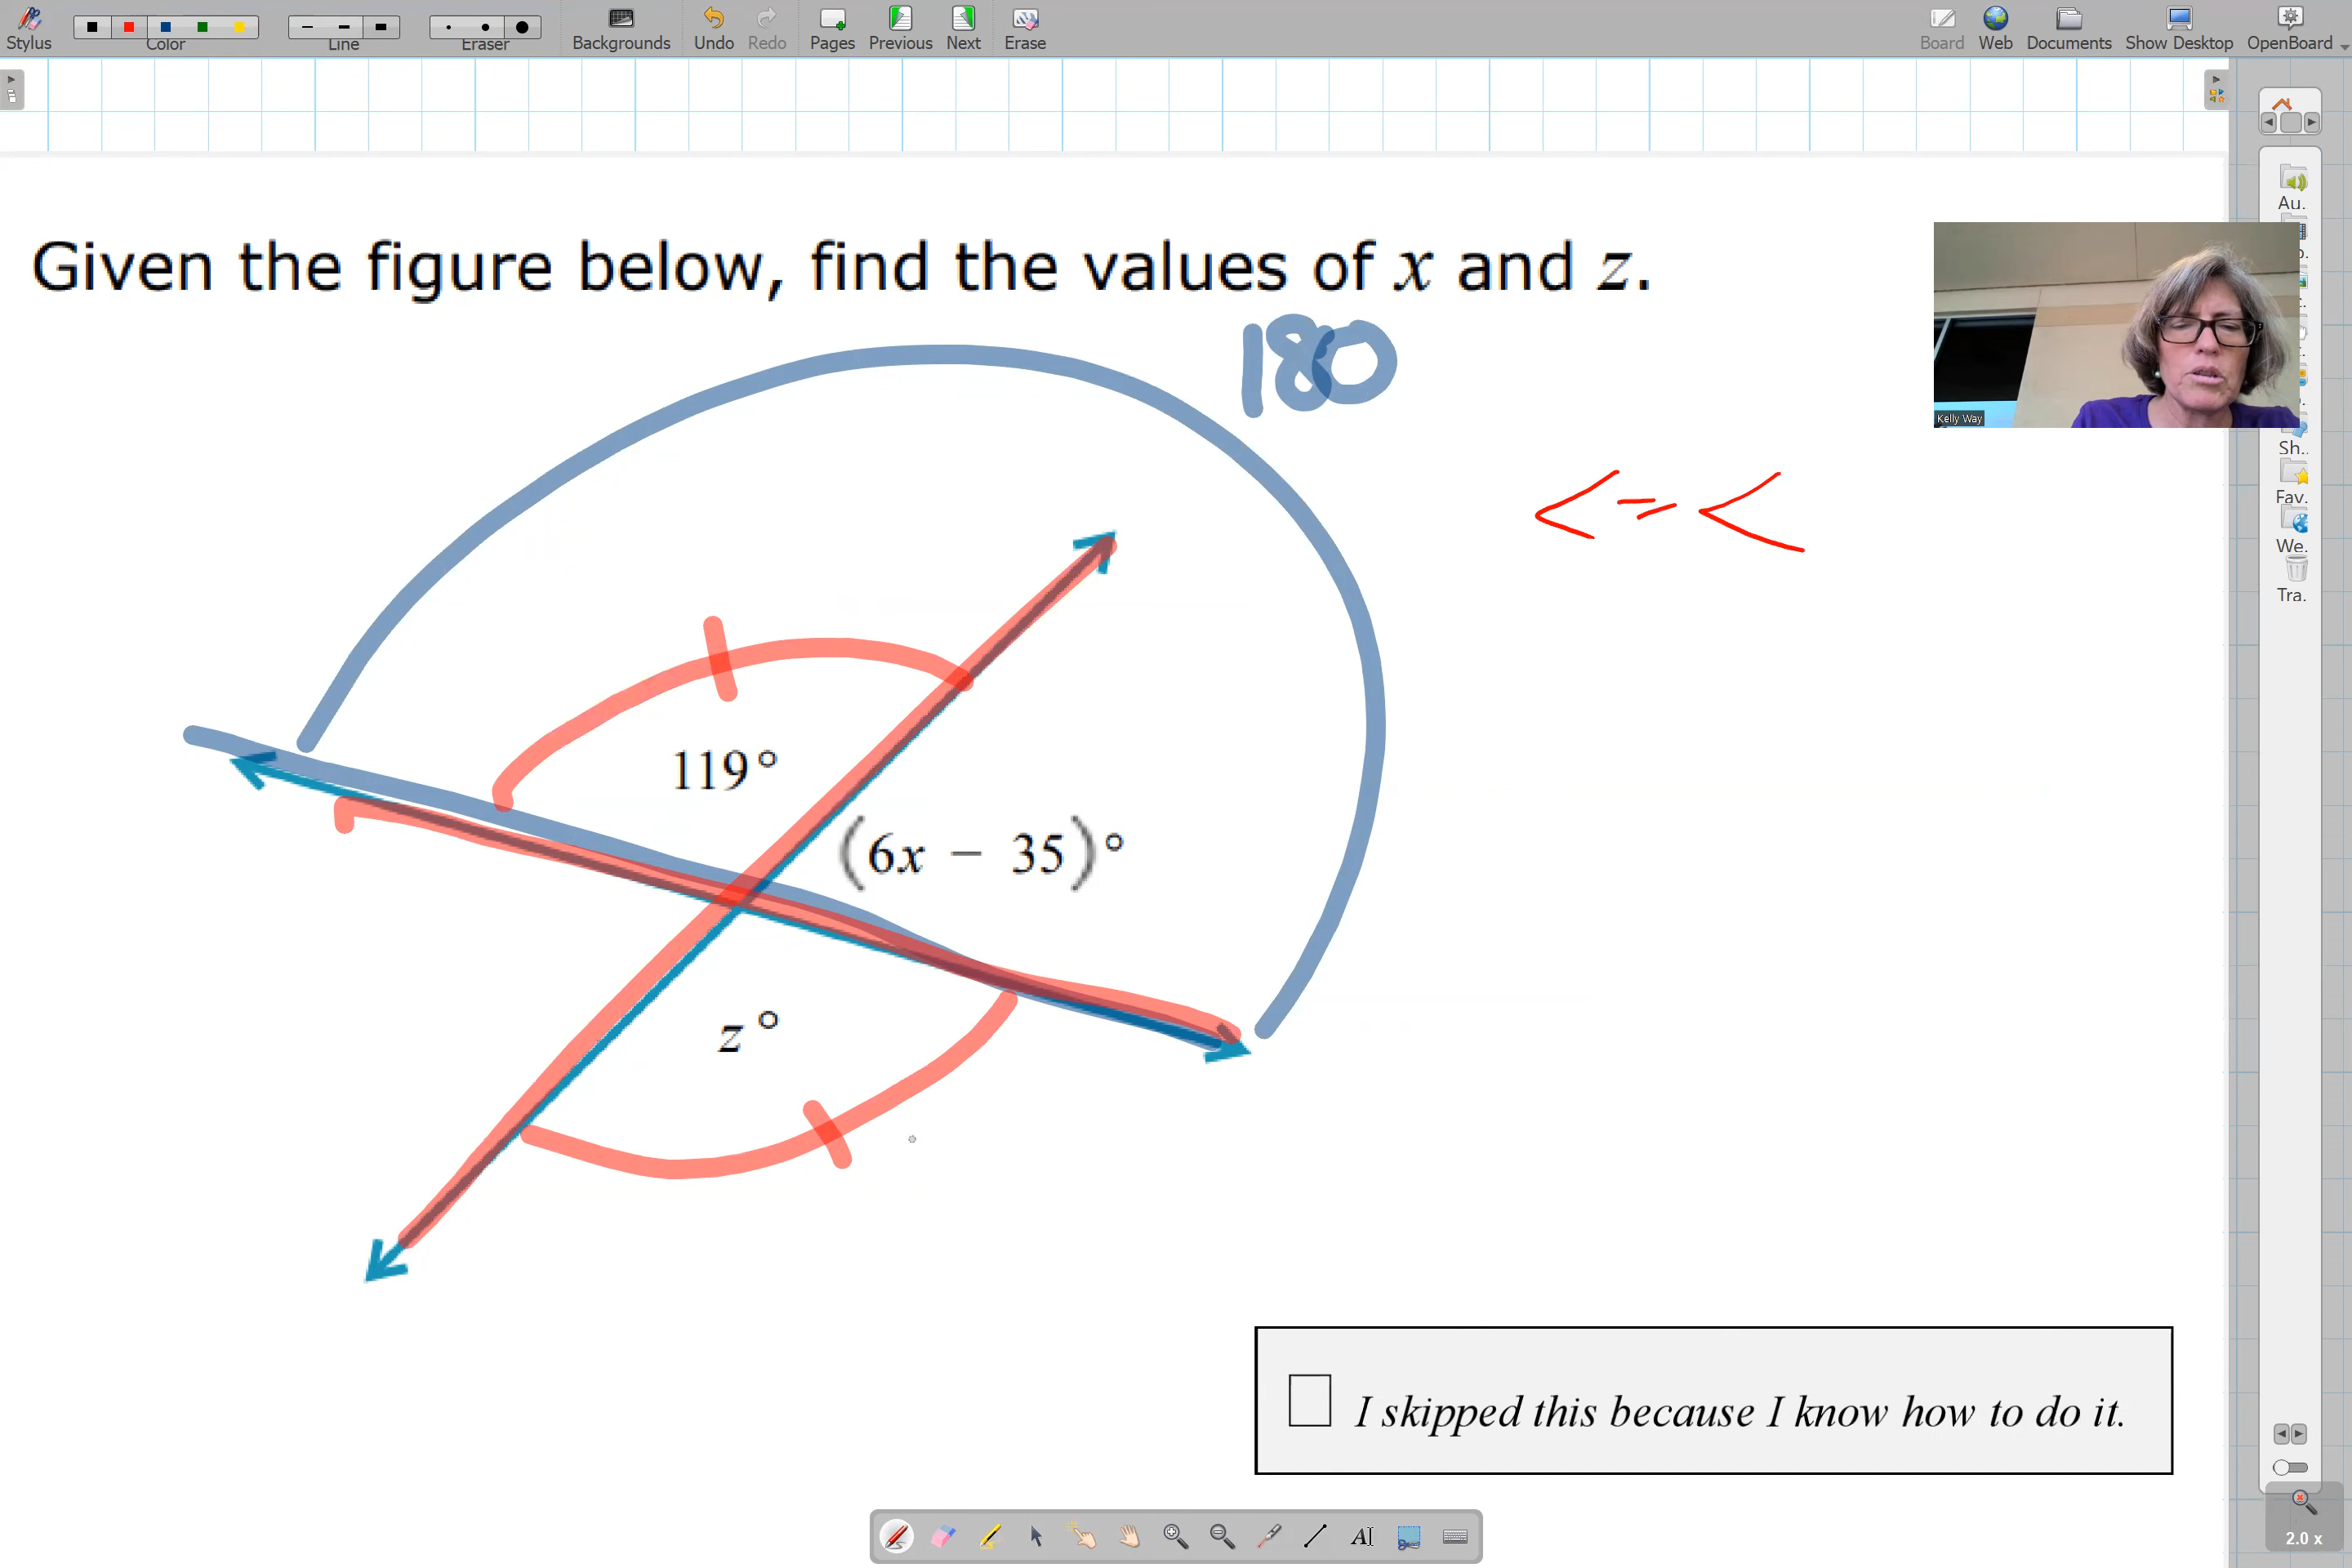 Stylus Color Line Eraser Backgrounds Undo Redo Pages Previous Next Erase Board Web Documents Show Desktop OpenBoard
Given the figure below, find the values of x and z.
180
Kelly Way
< = <
119°
(6x − 35)°
z°
I skipped this because I know how to do it.
Au.
Sh..
Fav.
We.
Tra.
2.0 x